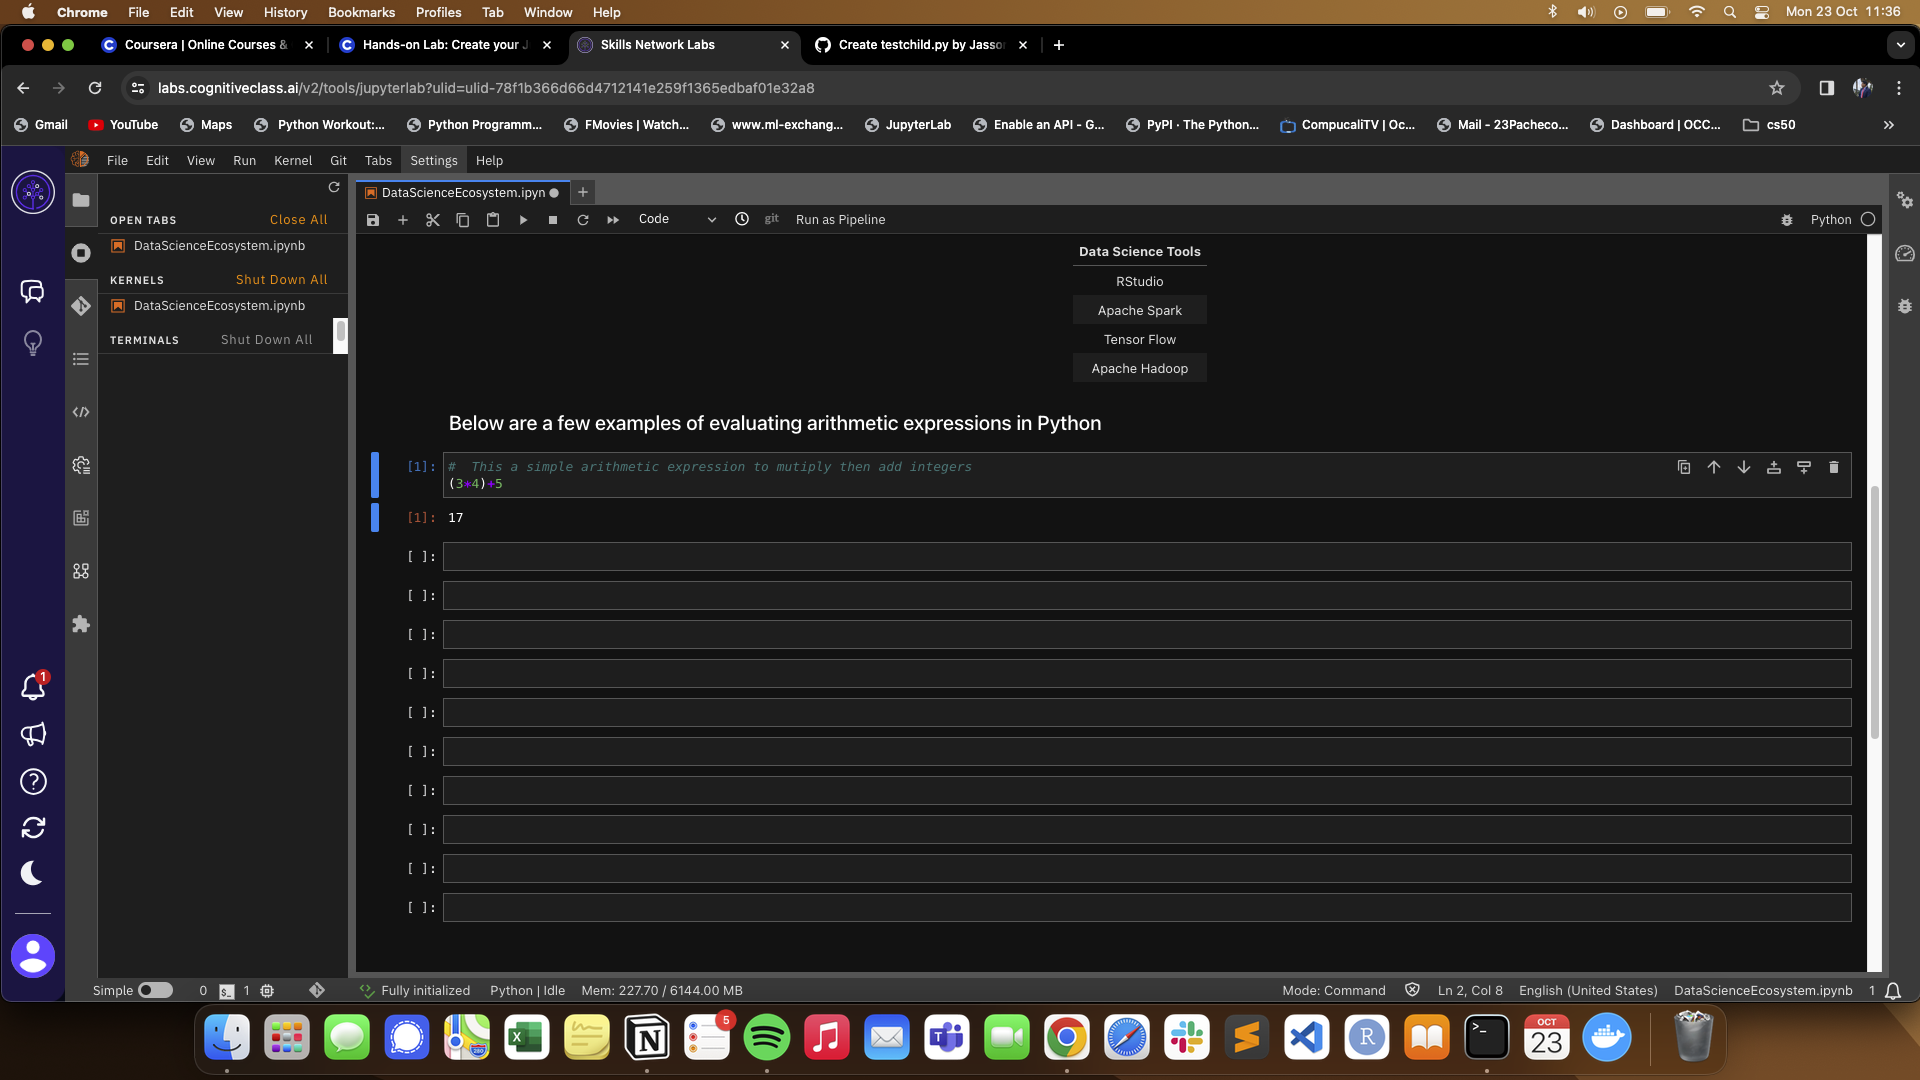 Chrome File Edit View History Bookmarks Profiles Tab Window Help Mon 23 Oct 11:36
Coursera | Online Courses & Hands-on Lab: Create your J Skills Network Labs Create testchild.py by Jasso
labs.cognitiveclass.ai/v2/tools/jupyterlab?ulid=ulid-78f1b366d66d4712141e259f1365edbaf01e32a8
Gmail YouTube Maps Python Workout:... Python Programm... FMovies | Watch... www.ml-exchang... JupyterLab Enable an API - G... PyPI · The Python... CompucaliTV | Oc... Mail - 23Pacheco... Dashboard | OCC... cs50 »
File Edit View Run Kernel Git Tabs Settings Help
DataScienceEcosystem.ipyn
OPEN TABS Close All
DataScienceEcosystem.ipynb
KERNELS Shut Down All
DataScienceEcosystem.ipynb
TERMINALS Shut Down All
Code git Run as Pipeline Python
Data Science Tools
RStudio
Apache Spark
Tensor Flow
Apache Hadoop
Below are a few examples of evaluating arithmetic expressions in Python
[1]: # This a simple arithmetic expression to mutiply then add integers
(3*4)+5
[1]: 17
[ ]:
[ ]:
[ ]:
[ ]:
[ ]:
[ ]:
[ ]:
[ ]:
[ ]:
[ ]:
1
Simple 0 $_ 1 Fully initialized Python | Idle Mem: 227.70 / 6144.00 MB Mode: Command Ln 2, Col 8 English (United States) DataScienceEcosystem.ipynb 1
5
OCT
23